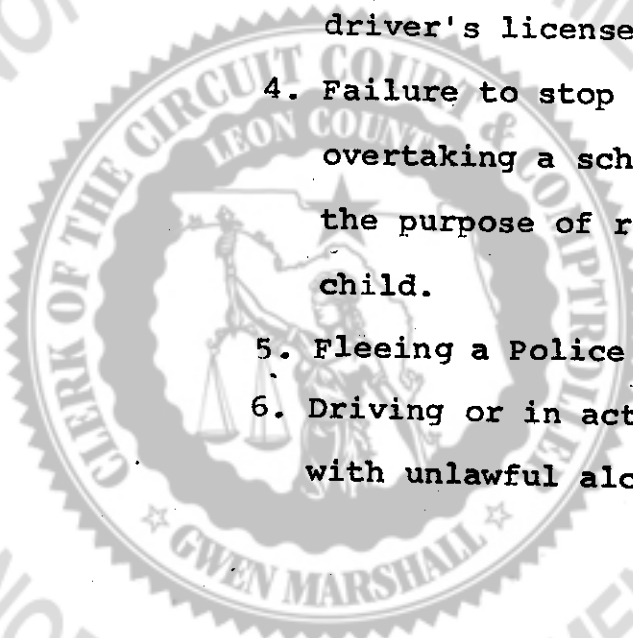 driver's license
4. Failure to stop
overtaking a sch
the purpose of r
child.
5. Fleeing a Police
6. Driving or in act
with unlawful alc
CLERK OF THE CIRCUIT COURT & COMPTROLLER
LEON COUNTY
GWEN MARSHALL